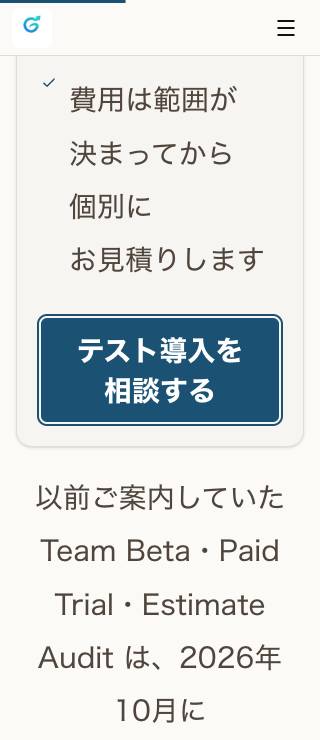 費用は範囲が
決まってから
個別に
お見積りします
テスト導入を
相談する
以前ご案内していた
Team Beta・Paid
Trial・Estimate
Audit は、2026年
10月に